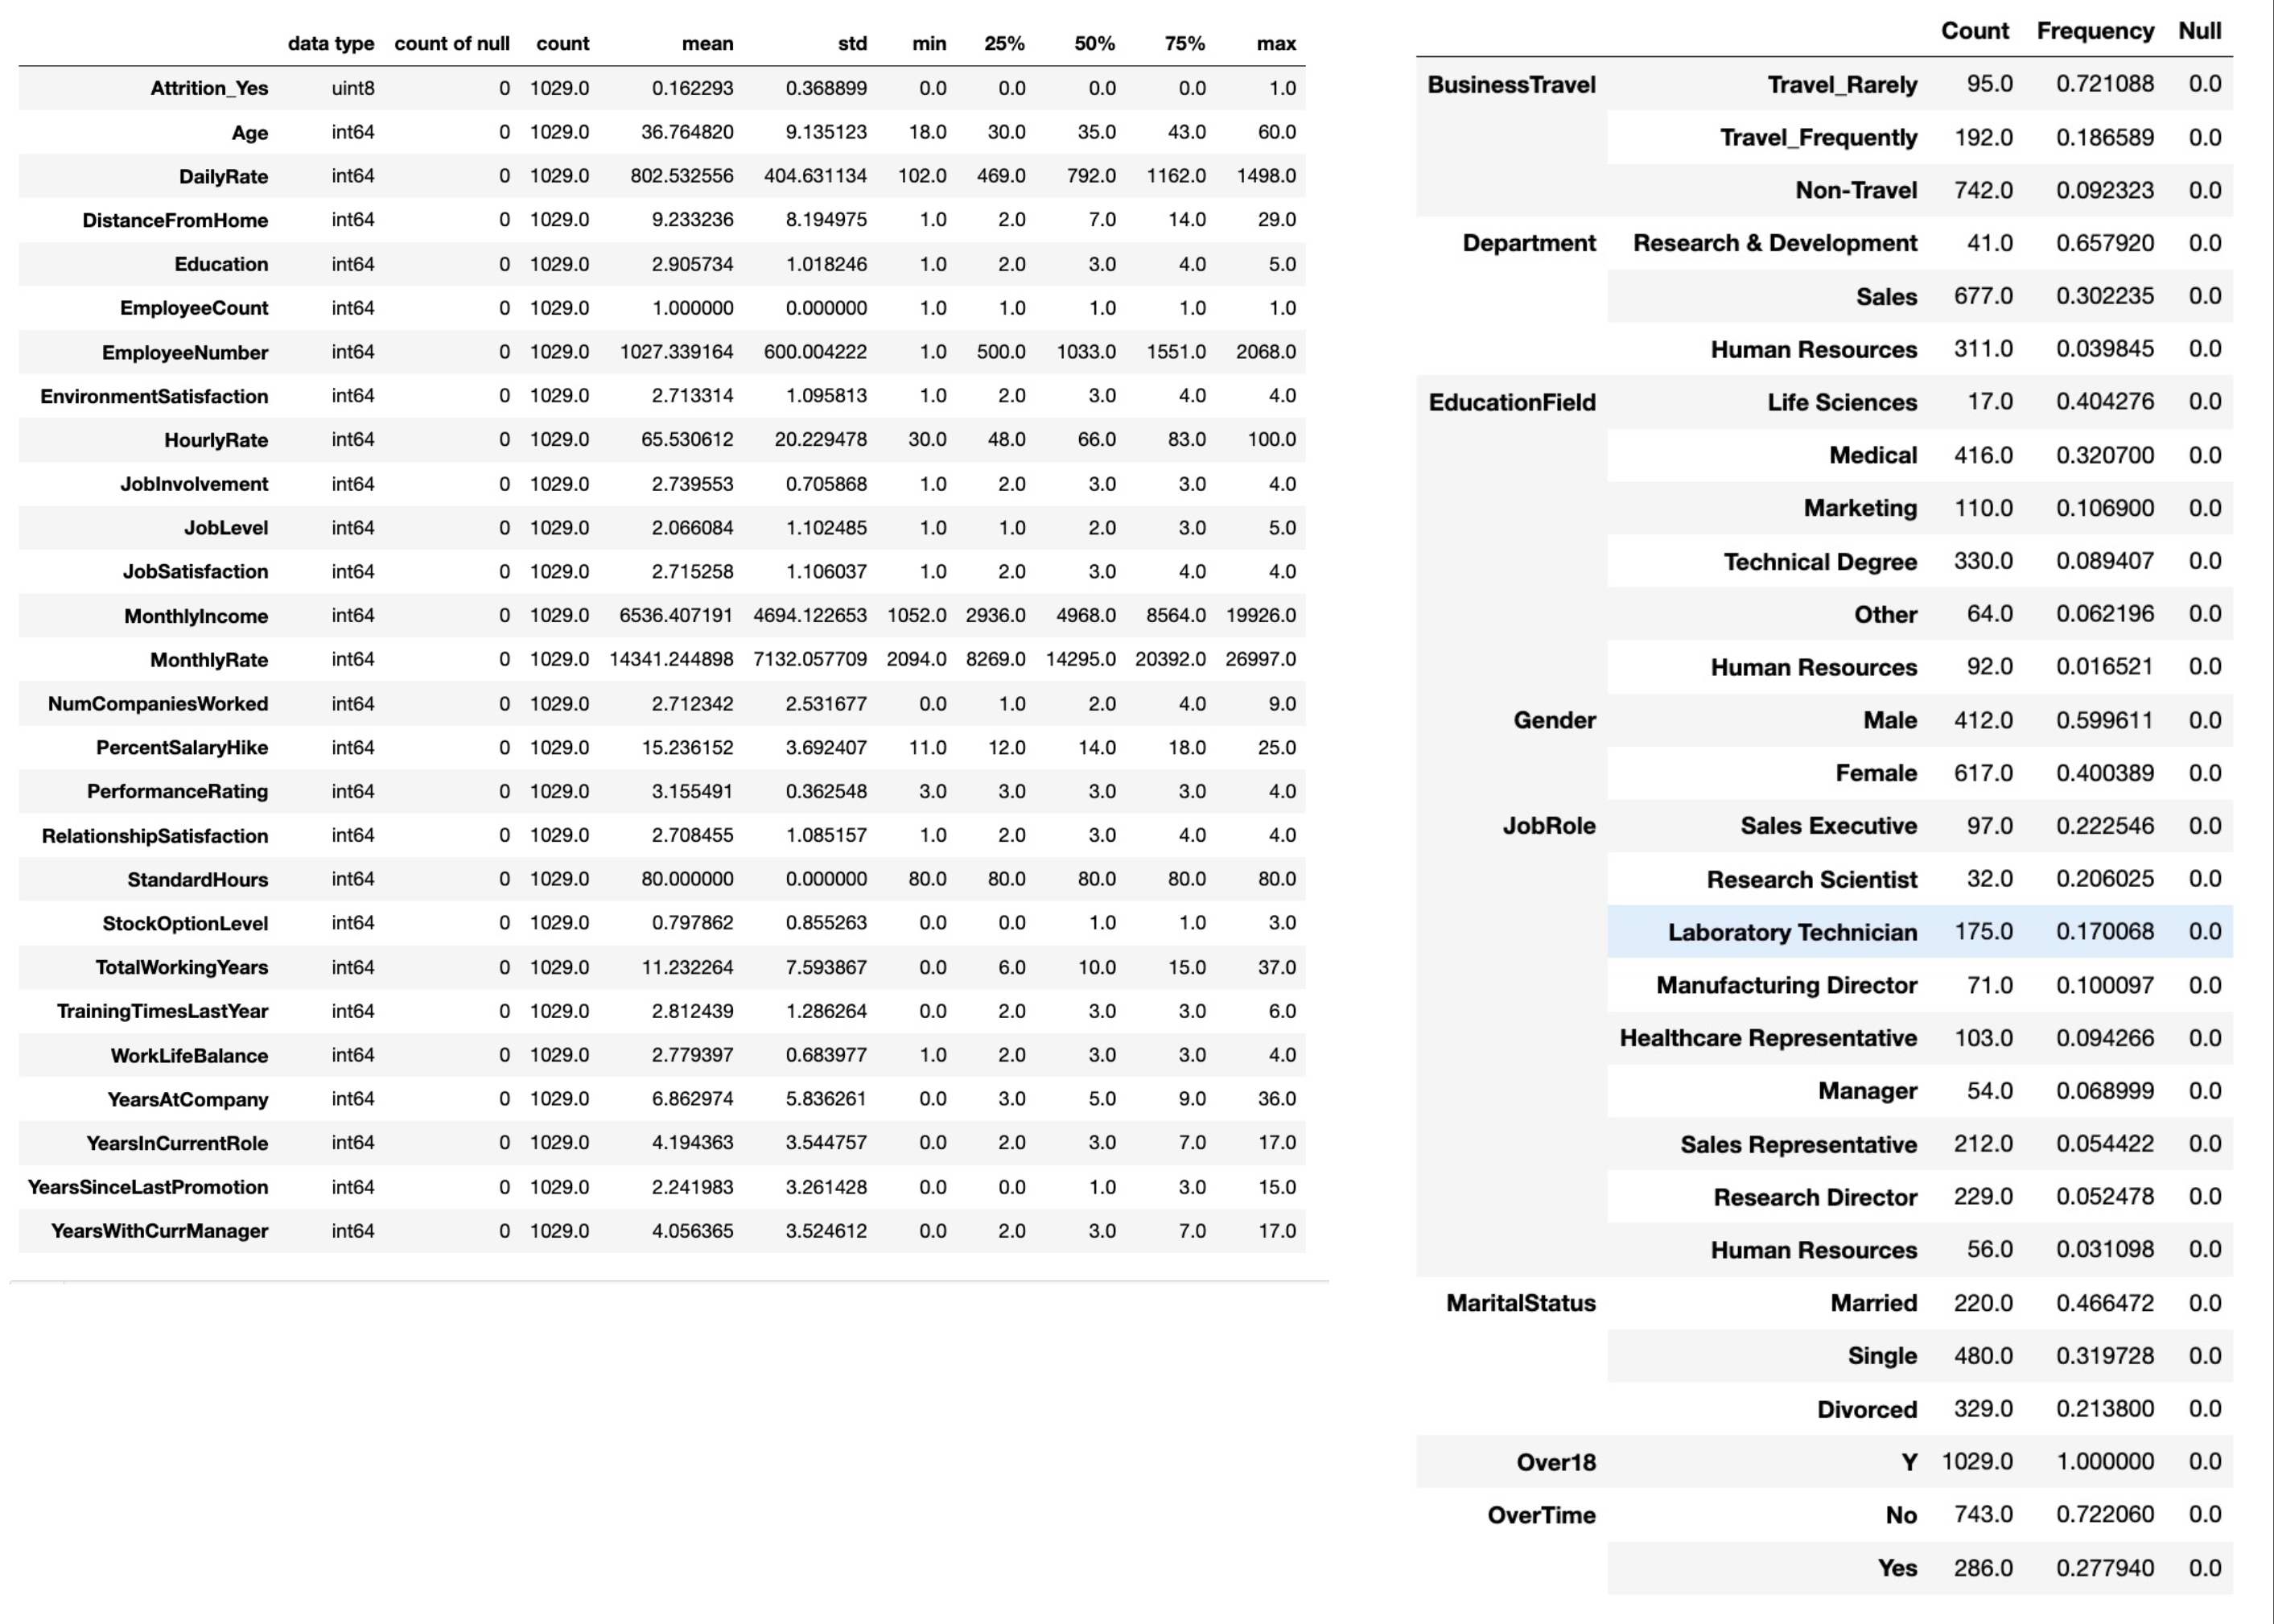 data type count of null count mean std min 25% 50% 75% max
Attrition_Yes uint8 0 1029.0 0.162293 0.368899 0.0 0.0 0.0 0.0 1.0
Age int64 0 1029.0 36.764820 9.135123 18.0 30.0 35.0 43.0 60.0
DailyRate int64 0 1029.0 802.532556 404.631134 102.0 469.0 792.0 1162.0 1498.0
DistanceFromHome int64 0 1029.0 9.233236 8.194975 1.0 2.0 7.0 14.0 29.0
Education int64 0 1029.0 2.905734 1.018246 1.0 2.0 3.0 4.0 5.0
EmployeeCount int64 0 1029.0 1.000000 0.000000 1.0 1.0 1.0 1.0 1.0
EmployeeNumber int64 0 1029.0 1027.339164 600.004222 1.0 500.0 1033.0 1551.0 2068.0
EnvironmentSatisfaction int64 0 1029.0 2.713314 1.095813 1.0 2.0 3.0 4.0 4.0
HourlyRate int64 0 1029.0 65.530612 20.229478 30.0 48.0 66.0 83.0 100.0
JobInvolvement int64 0 1029.0 2.739553 0.705868 1.0 2.0 3.0 3.0 4.0
JobLevel int64 0 1029.0 2.066084 1.102485 1.0 1.0 2.0 3.0 5.0
JobSatisfaction int64 0 1029.0 2.715258 1.106037 1.0 2.0 3.0 4.0 4.0
MonthlyIncome int64 0 1029.0 6536.407191 4694.122653 1052.0 2936.0 4968.0 8564.0 19926.0
MonthlyRate int64 0 1029.0 14341.244898 7132.057709 2094.0 8269.0 14295.0 20392.0 26997.0
NumCompaniesWorked int64 0 1029.0 2.712342 2.531677 0.0 1.0 2.0 4.0 9.0
PercentSalaryHike int64 0 1029.0 15.236152 3.692407 11.0 12.0 14.0 18.0 25.0
PerformanceRating int64 0 1029.0 3.155491 0.362548 3.0 3.0 3.0 3.0 4.0
RelationshipSatisfaction int64 0 1029.0 2.708455 1.085157 1.0 2.0 3.0 4.0 4.0
StandardHours int64 0 1029.0 80.000000 0.000000 80.0 80.0 80.0 80.0 80.0
StockOptionLevel int64 0 1029.0 0.797862 0.855263 0.0 0.0 1.0 1.0 3.0
TotalWorkingYears int64 0 1029.0 11.232264 7.593867 0.0 6.0 10.0 15.0 37.0
TrainingTimesLastYear int64 0 1029.0 2.812439 1.286264 0.0 2.0 3.0 3.0 6.0
WorkLifeBalance int64 0 1029.0 2.779397 0.683977 1.0 2.0 3.0 3.0 4.0
YearsAtCompany int64 0 1029.0 6.862974 5.836261 0.0 3.0 5.0 9.0 36.0
YearsInCurrentRole int64 0 1029.0 4.194363 3.544757 0.0 2.0 3.0 7.0 17.0
YearsSinceLastPromotion int64 0 1029.0 2.241983 3.261428 0.0 0.0 1.0 3.0 15.0
YearsWithCurrManager int64 0 1029.0 4.056365 3.524612 0.0 2.0 3.0 7.0 17.0
Count Frequency Null
BusinessTravel Travel_Rarely 95.0 0.721088 0.0
Travel_Frequently 192.0 0.186589 0.0
Non-Travel 742.0 0.092323 0.0
Department Research & Development 41.0 0.657920 0.0
Sales 677.0 0.302235 0.0
Human Resources 311.0 0.039845 0.0
EducationField Life Sciences 17.0 0.404276 0.0
Medical 416.0 0.320700 0.0
Marketing 110.0 0.106900 0.0
Technical Degree 330.0 0.089407 0.0
Other 64.0 0.062196 0.0
Human Resources 92.0 0.016521 0.0
Gender Male 412.0 0.599611 0.0
Female 617.0 0.400389 0.0
JobRole Sales Executive 97.0 0.222546 0.0
Research Scientist 32.0 0.206025 0.0
Laboratory Technician 175.0 0.170068 0.0
Manufacturing Director 71.0 0.100097 0.0
Healthcare Representative 103.0 0.094266 0.0
Manager 54.0 0.068999 0.0
Sales Representative 212.0 0.054422 0.0
Research Director 229.0 0.052478 0.0
Human Resources 56.0 0.031098 0.0
MaritalStatus Married 220.0 0.466472 0.0
Single 480.0 0.319728 0.0
Divorced 329.0 0.213800 0.0
Over18 Y 1029.0 1.000000 0.0
OverTime No 743.0 0.722060 0.0
Yes 286.0 0.277940 0.0